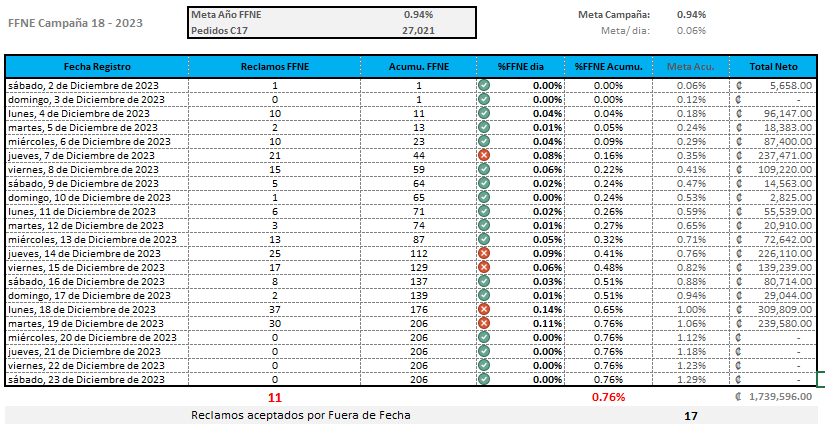 FFNE Campaña 18 - 2023
Meta Año FFNE 0.94%
Pedidos C17 27,021
Meta Campaña: 0.94%
Meta/ dia: 0.06%
Fecha Registro Reclamos FFNE Acumu. FFNE %FFNE dia %FFNE Acumu. Meta Acu. Total Neto
sábado, 2 de Diciembre de 2023 1 1 0.00% 0.00% 0.06% ₡ 5,658.00
domingo, 3 de Diciembre de 2023 0 1 0.00% 0.00% 0.12% ₡ -
lunes, 4 de Diciembre de 2023 10 11 0.04% 0.04% 0.18% ₡ 96,147.00
martes, 5 de Diciembre de 2023 2 13 0.01% 0.05% 0.24% ₡ 18,383.00
miércoles, 6 de Diciembre de 2023 10 23 0.04% 0.09% 0.29% ₡ 87,400.00
jueves, 7 de Diciembre de 2023 21 44 0.08% 0.16% 0.35% ₡ 237,471.00
viernes, 8 de Diciembre de 2023 15 59 0.06% 0.22% 0.41% ₡ 109,220.00
sábado, 9 de Diciembre de 2023 5 64 0.02% 0.24% 0.47% ₡ 14,563.00
domingo, 10 de Diciembre de 2023 1 65 0.00% 0.24% 0.53% ₡ 2,825.00
lunes, 11 de Diciembre de 2023 6 71 0.02% 0.26% 0.59% ₡ 55,539.00
martes, 12 de Diciembre de 2023 3 74 0.01% 0.27% 0.65% ₡ 20,910.00
miércoles, 13 de Diciembre de 2023 13 87 0.05% 0.32% 0.71% ₡ 72,642.00
jueves, 14 de Diciembre de 2023 25 112 0.09% 0.41% 0.76% ₡ 226,110.00
viernes, 15 de Diciembre de 2023 17 129 0.06% 0.48% 0.82% ₡ 139,239.00
sábado, 16 de Diciembre de 2023 8 137 0.03% 0.51% 0.88% ₡ 80,714.00
domingo, 17 de Diciembre de 2023 2 139 0.01% 0.51% 0.94% ₡ 29,044.00
lunes, 18 de Diciembre de 2023 37 176 0.14% 0.65% 1.00% ₡ 309,809.00
martes, 19 de Diciembre de 2023 30 206 0.11% 0.76% 1.06% ₡ 239,580.00
miércoles, 20 de Diciembre de 2023 0 206 0.00% 0.76% 1.12% ₡ -
jueves, 21 de Diciembre de 2023 0 206 0.00% 0.76% 1.18% ₡ -
viernes, 22 de Diciembre de 2023 0 206 0.00% 0.76% 1.23% ₡ -
sábado, 23 de Diciembre de 2023 0 206 0.00% 0.76% 1.29% ₡ -
11 0.76% ₡ 1,739,596.00
Reclamos aceptados por Fuera de Fecha 17